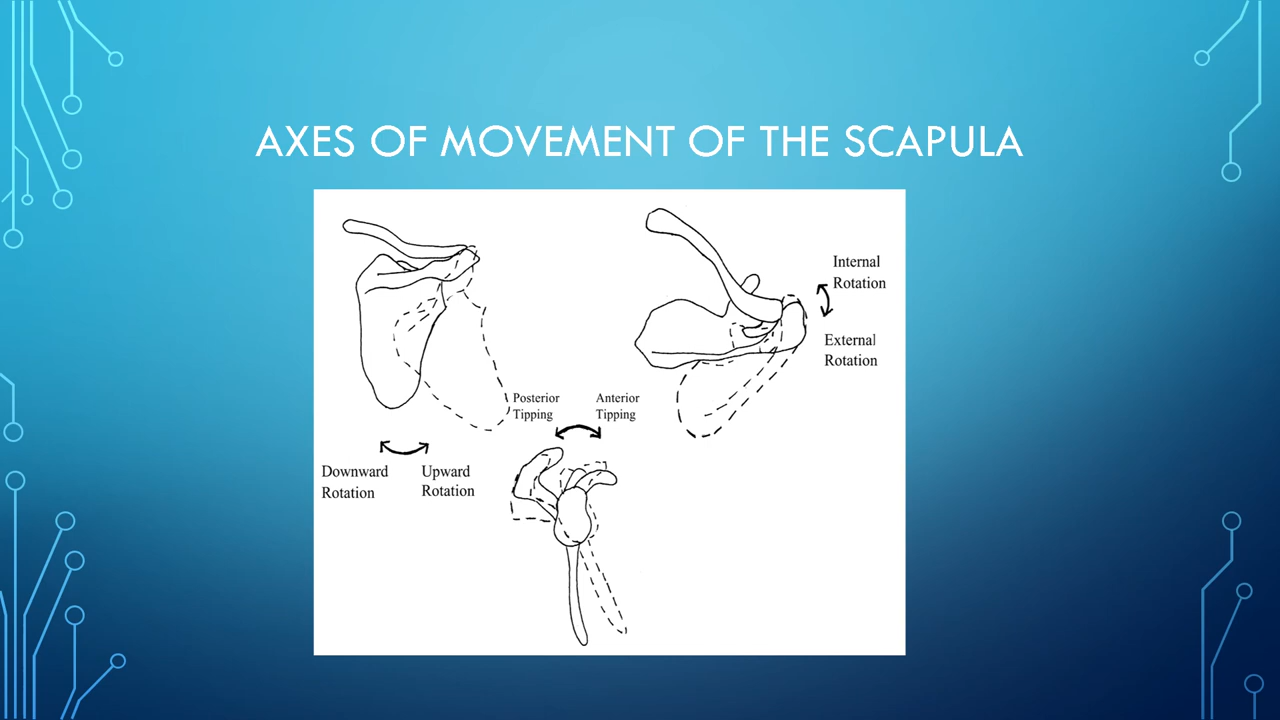 AXES OF MOVEMENT OF THE SCAPULA
Internal
Rotation
External
Rotation
Posterior
Tipping
Anterior
Tipping
Downward
Rotation
Upward
Rotation